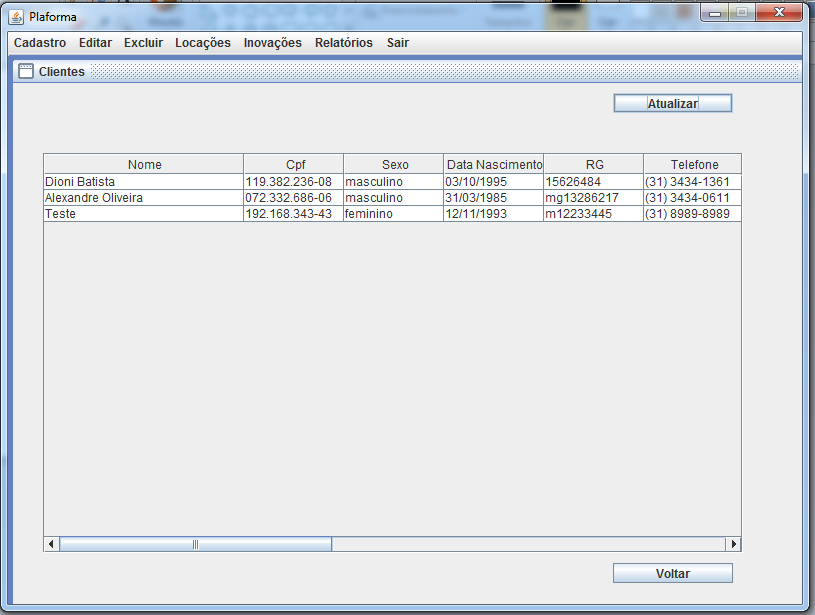 Plaforma
Cadastro Editar Excluir Locações Inovações Relatórios Sair
Clientes
Atualizar
Nome Cpf Sexo Data Nascimento RG Telefone
Dioni Batista 119.382.236-08 masculino 03/10/1995 15626484 (31) 3434-1361
Alexandre Oliveira 072.332.686-06 masculino 31/03/1985 mg13286217 (31) 3434-0611
Teste 192.168.343-43 feminino 12/11/1993 m12233445 (31) 8989-8989
Voltar